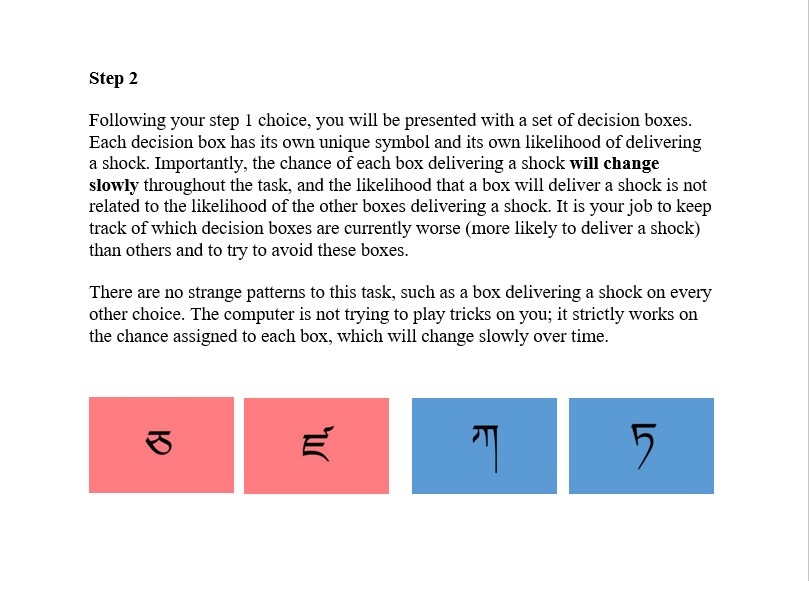 Step 2
Following your step 1 choice, you will be presented with a set of decision boxes.
Each decision box has its own unique symbol and its own likelihood of delivering
a shock. Importantly, the chance of each box delivering a shock will change
slowly throughout the task, and the likelihood that a box will deliver a shock is not
related to the likelihood of the other boxes delivering a shock. It is your job to keep
track of which decision boxes are currently worse (more likely to deliver a shock)
than others and to try to avoid these boxes.
There are no strange patterns to this task, such as a box delivering a shock on every
other choice. The computer is not trying to play tricks on you; it strictly works on
the chance assigned to each box, which will change slowly over time.
ཅ ཛ ཀ ཏ